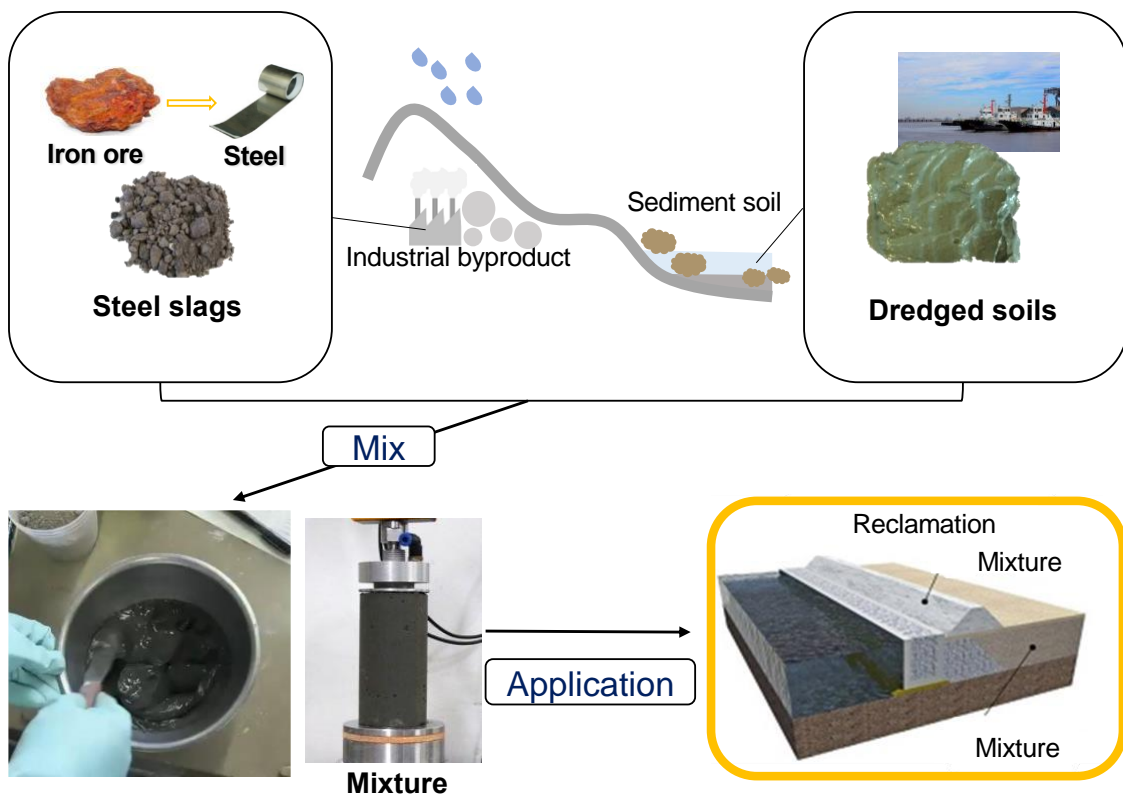 Iron ore
Steel
Steel slags
Industrial byproduct
Sediment soil
Dredged soils
Mix
Mixture
Application
Reclamation
Mixture
Mixture